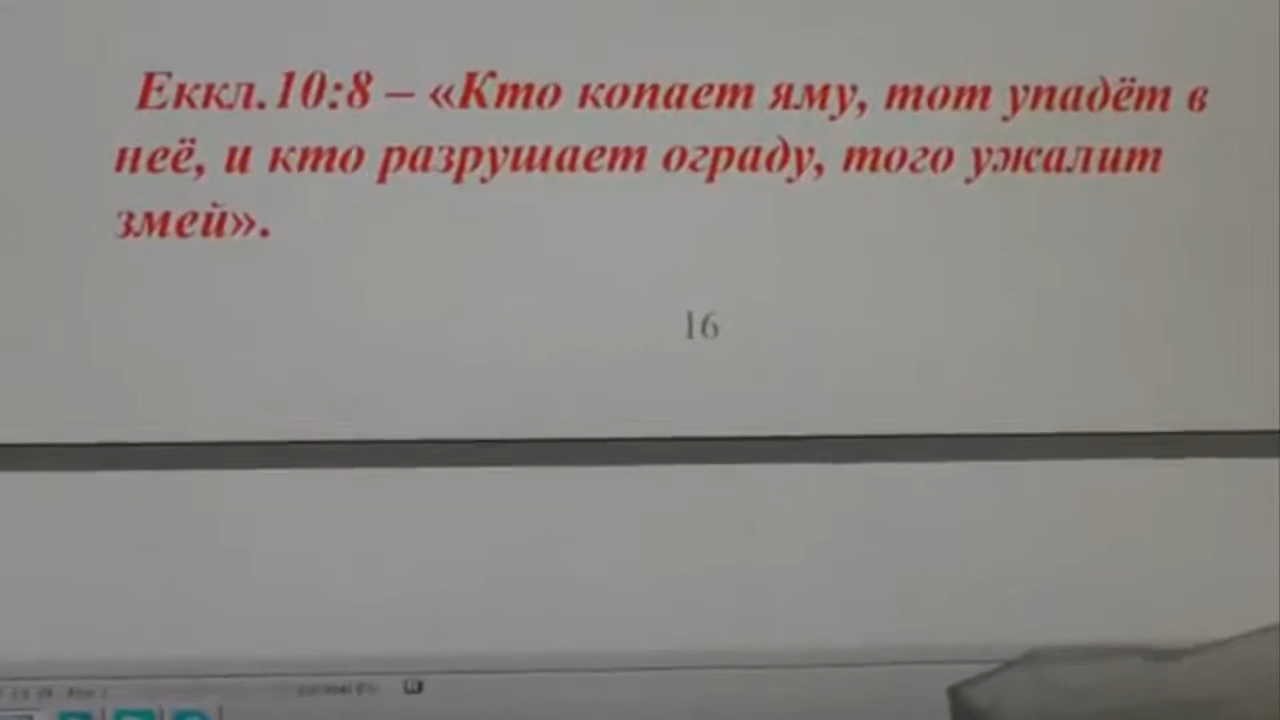 Еккл.10:8 – «Кто копает яму, тот упадёт в
неё, и кто разрушает ограду, того ужалит
змей».
16